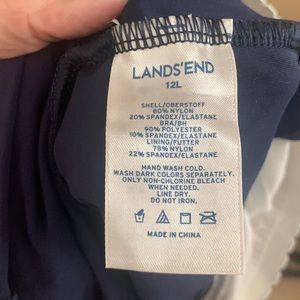 LANDS'END
12L
SHELL/OBERSTOFF
80% NYLON
20% SPANDEX/ELASTANE
BRA/BH
90% POLYESTER
10% SPANDEX/ELASTANE
LINING/FUTTER
78% NYLON
22% SPANDEX/ELASTANE
HAND WASH COLD.
WASH DARK COLORS SEPARATELY.
ONLY NON-CHLORINE BLEACH
WHEN NEEDED.
LINE DRY.
DO NOT IRON.
MADE IN CHINA